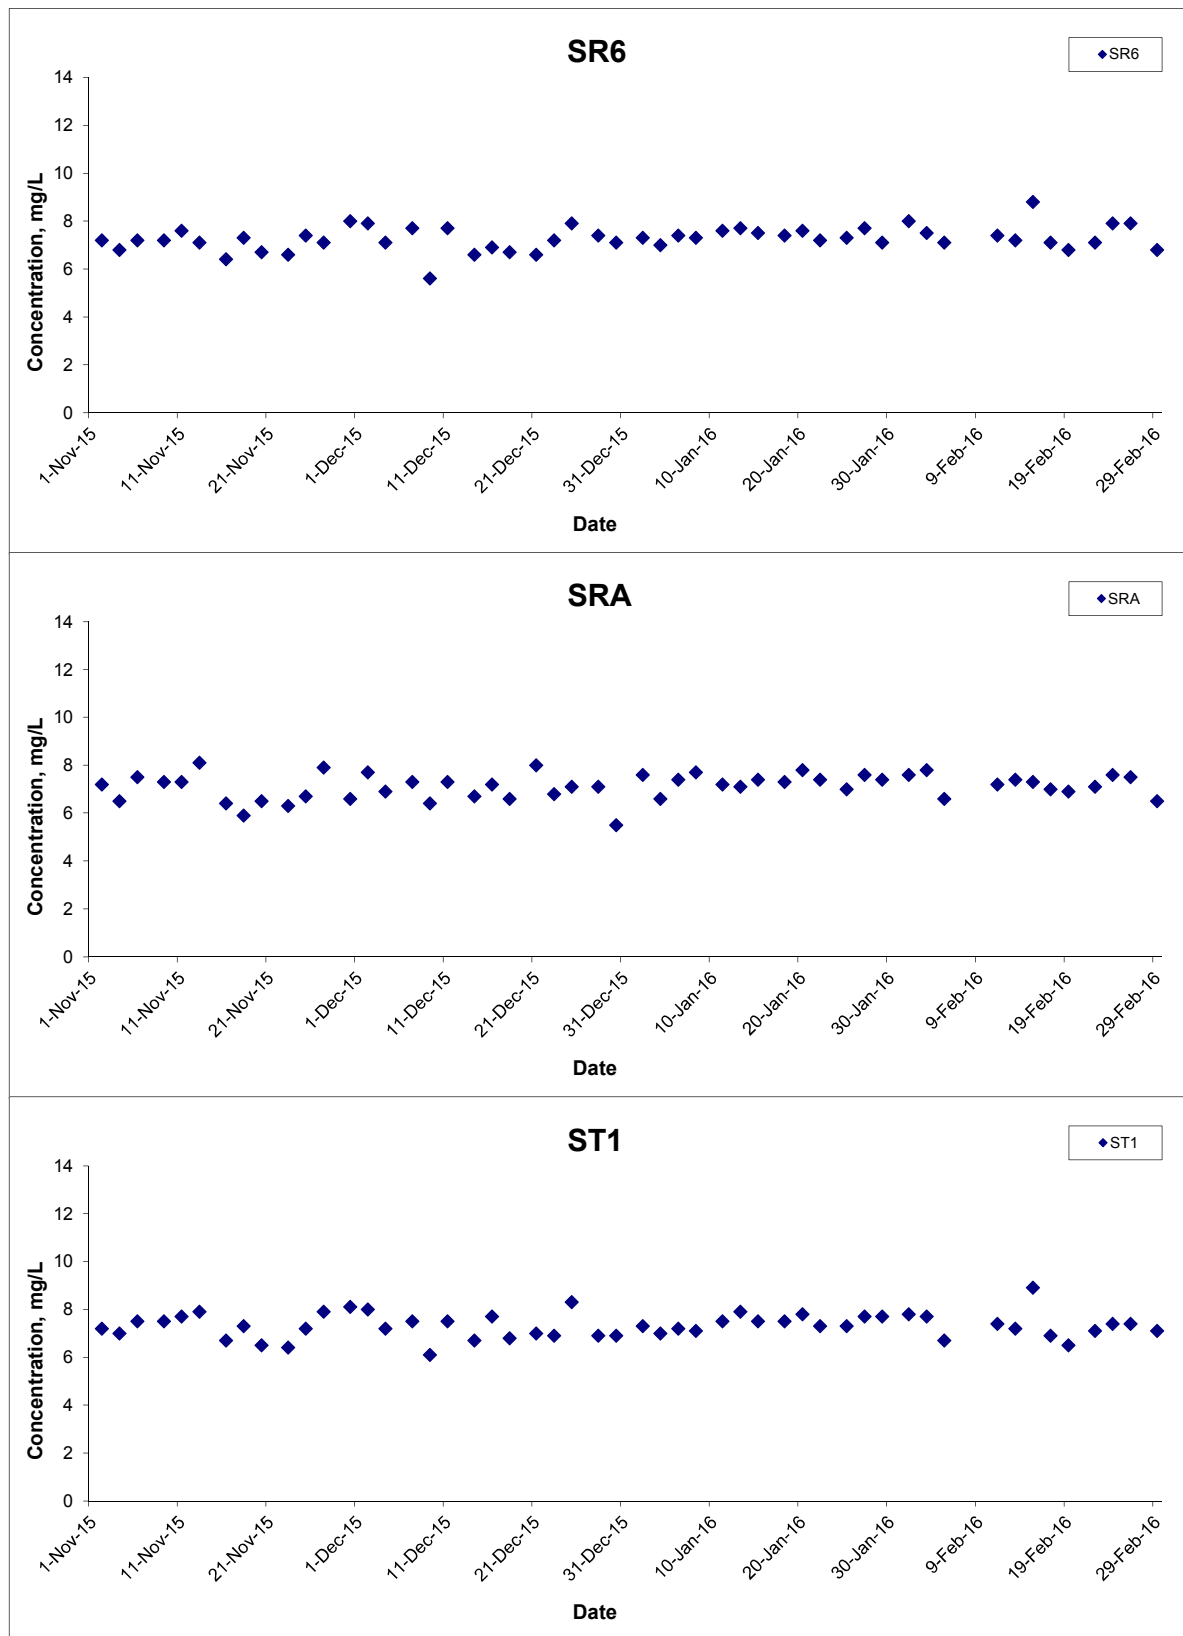 SR6
SR6
Concentration, mg/L
14
12
10
8
6
4
2
0
1-Nov-15
11-Nov-15
21-Nov-15
1-Dec-15
11-Dec-15
21-Dec-15
31-Dec-15
10-Jan-16
20-Jan-16
30-Jan-16
9-Feb-16
19-Feb-16
29-Feb-16
Date
SRA
SRA
Concentration, mg/L
14
12
10
8
6
4
2
0
1-Nov-15
11-Nov-15
21-Nov-15
1-Dec-15
11-Dec-15
21-Dec-15
31-Dec-15
10-Jan-16
20-Jan-16
30-Jan-16
9-Feb-16
19-Feb-16
29-Feb-16
Date
ST1
ST1
Concentration, mg/L
14
12
10
8
6
4
2
0
1-Nov-15
11-Nov-15
21-Nov-15
1-Dec-15
11-Dec-15
21-Dec-15
31-Dec-15
10-Jan-16
20-Jan-16
30-Jan-16
9-Feb-16
19-Feb-16
29-Feb-16
Date